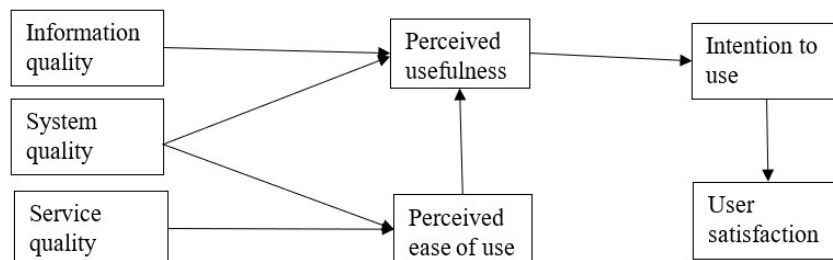 Information
quality
Perceived
usefulness
Intention to
use
System
quality
Service
quality
Perceived
ease of use
User
satisfaction